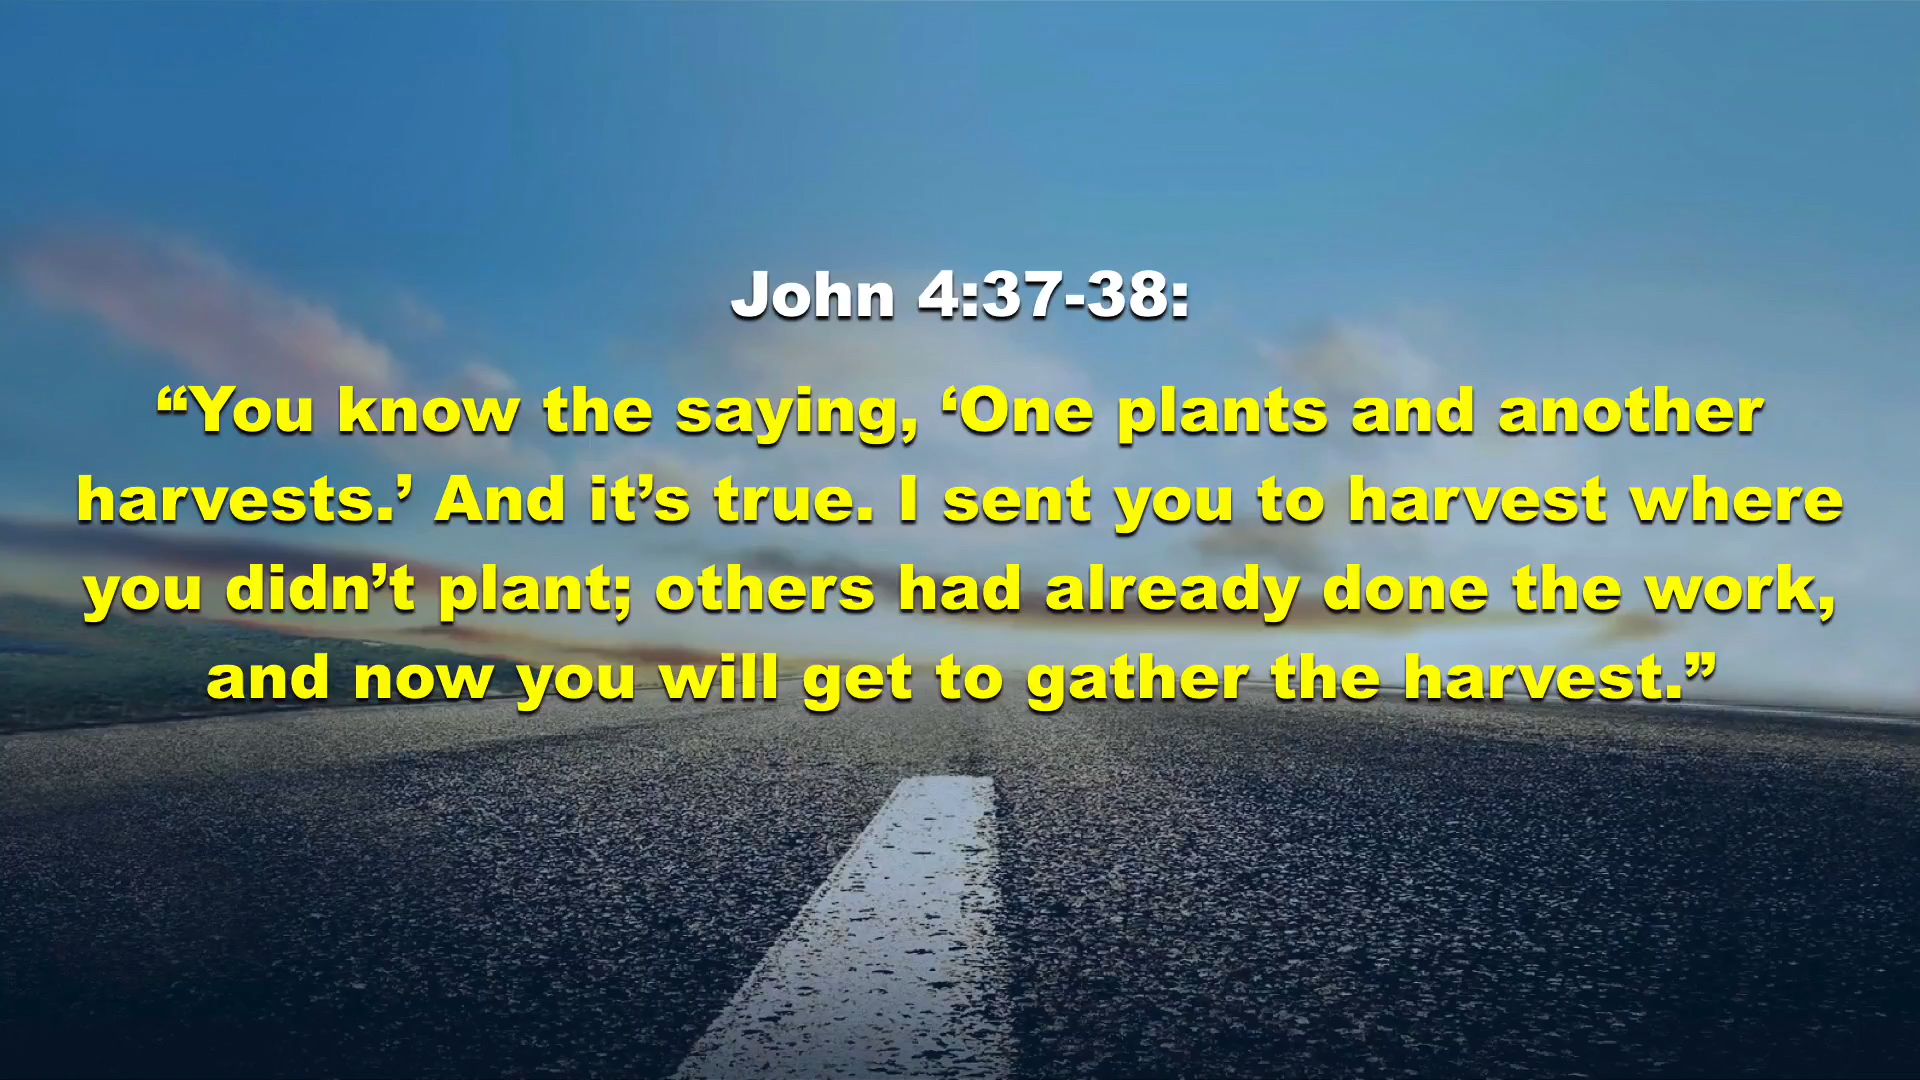 John 4:37-38:
“You know the saying, ‘One plants and another
harvests.’ And it’s true. I sent you to harvest where
you didn’t plant; others had already done the work,
and now you will get to gather the harvest.”